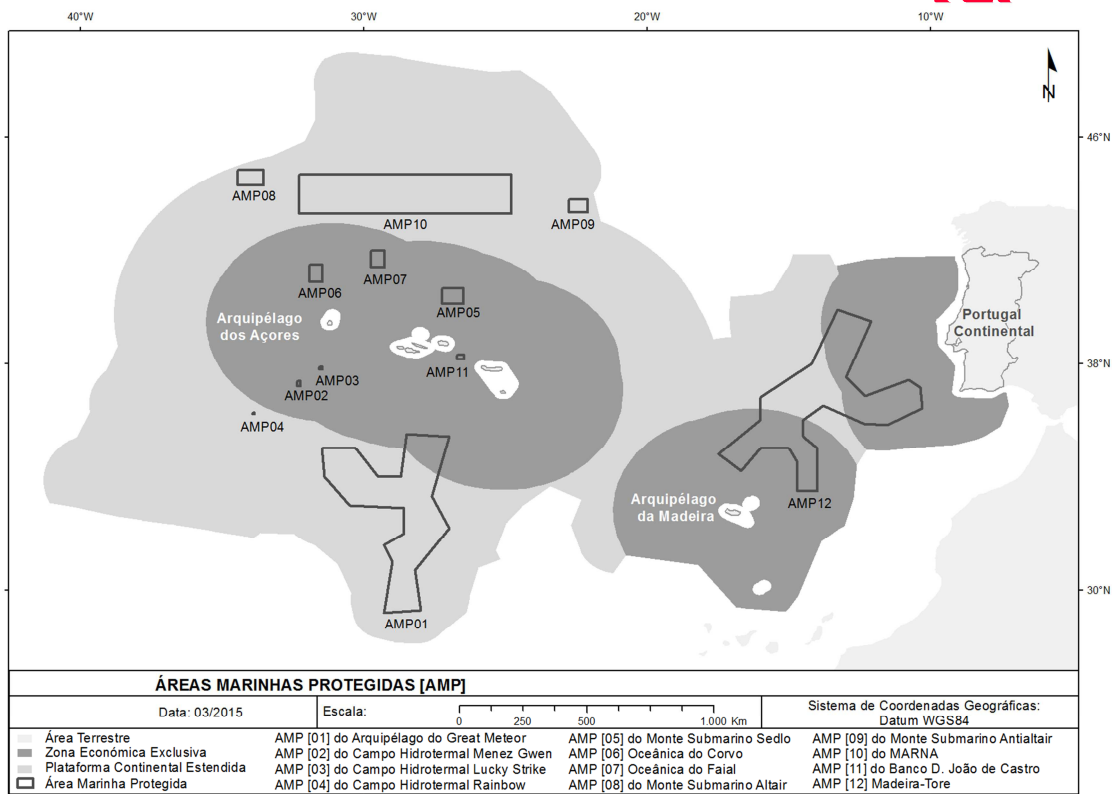 40°W
30°W
20°W
10°W
N
46°N
AMP08
AMP09
AMP10
AMP07
AMP06
AMP05
Arquipélago
dos Açores
Portugal
Continental
38°N
AMP11
AMP03
AMP02
AMP04
Arquipélago
da Madeira
AMP12
30°N
AMP01
ÁREAS MARINHAS PROTEGIDAS [AMP]
Data: 03/2015
Escala:
0 250 500 1.000 Km
Sistema de Coordenadas Geográficas:
Datum WGS84
Área Terrestre
Zona Económica Exclusiva
Plataforma Continental Estendida
Área Marinha Protegida
AMP [01] do Arquipélago do Great Meteor
AMP [02] do Campo Hidrotermal Menez Gwen
AMP [03] do Campo Hidrotermal Lucky Strike
AMP [04] do Campo Hidrotermal Rainbow
AMP [05] do Monte Submarino Sedlo
AMP [06] Oceânica do Corvo
AMP [07] Oceânica do Faial
AMP [08] do Monte Submarino Altair
AMP [09] do Monte Submarino Antialtair
AMP [10] do MARNA
AMP [11] do Banco D. João de Castro
AMP [12] Madeira-Tore